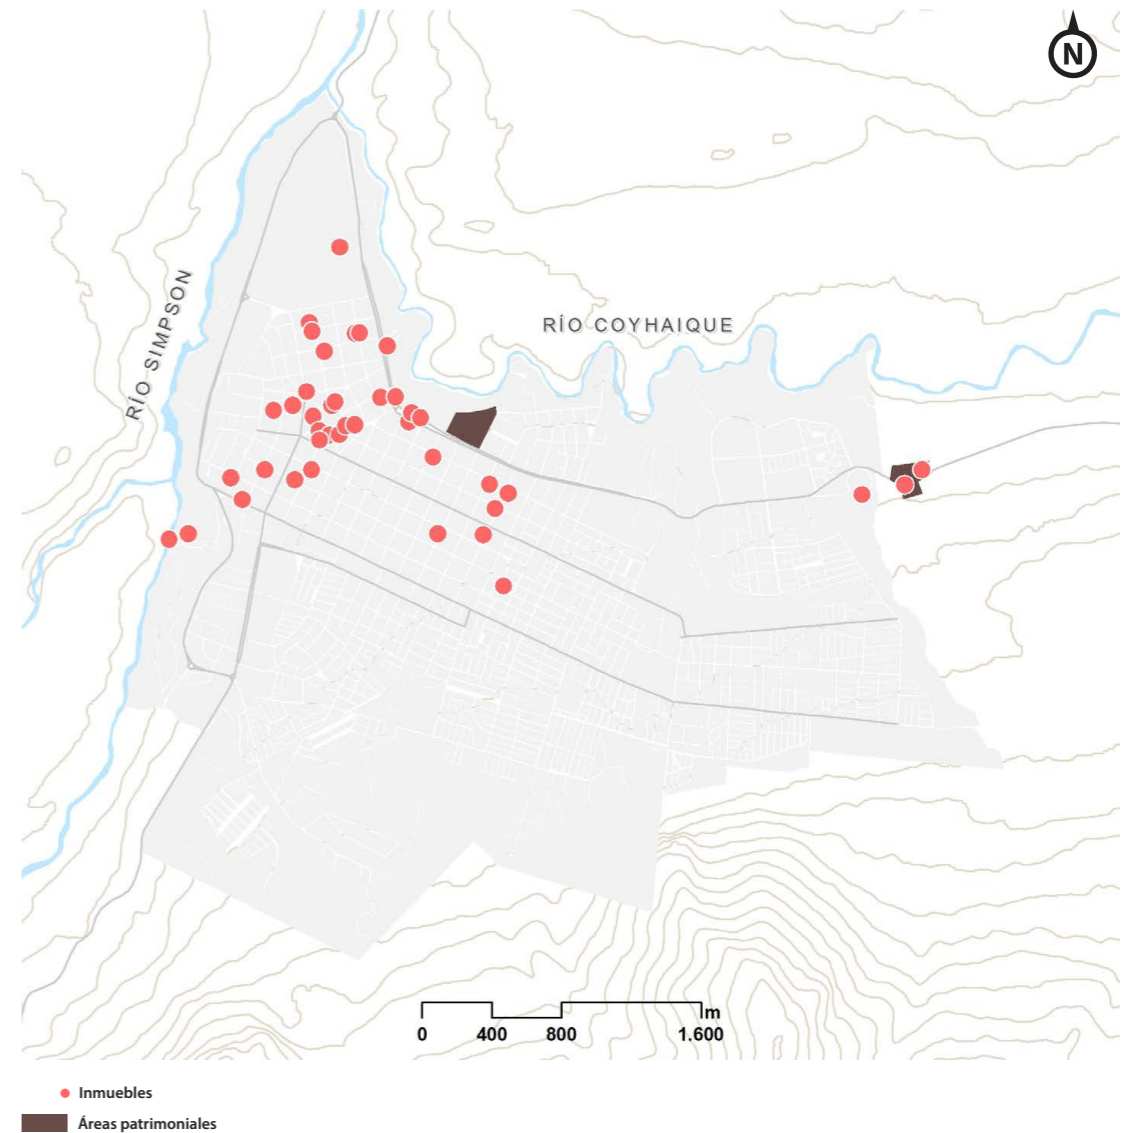 N
RÍO SIMPSON
RÍO COYHAIQUE
m
0 400 800 1.600
Inmuebles
Áreas patrimoniales